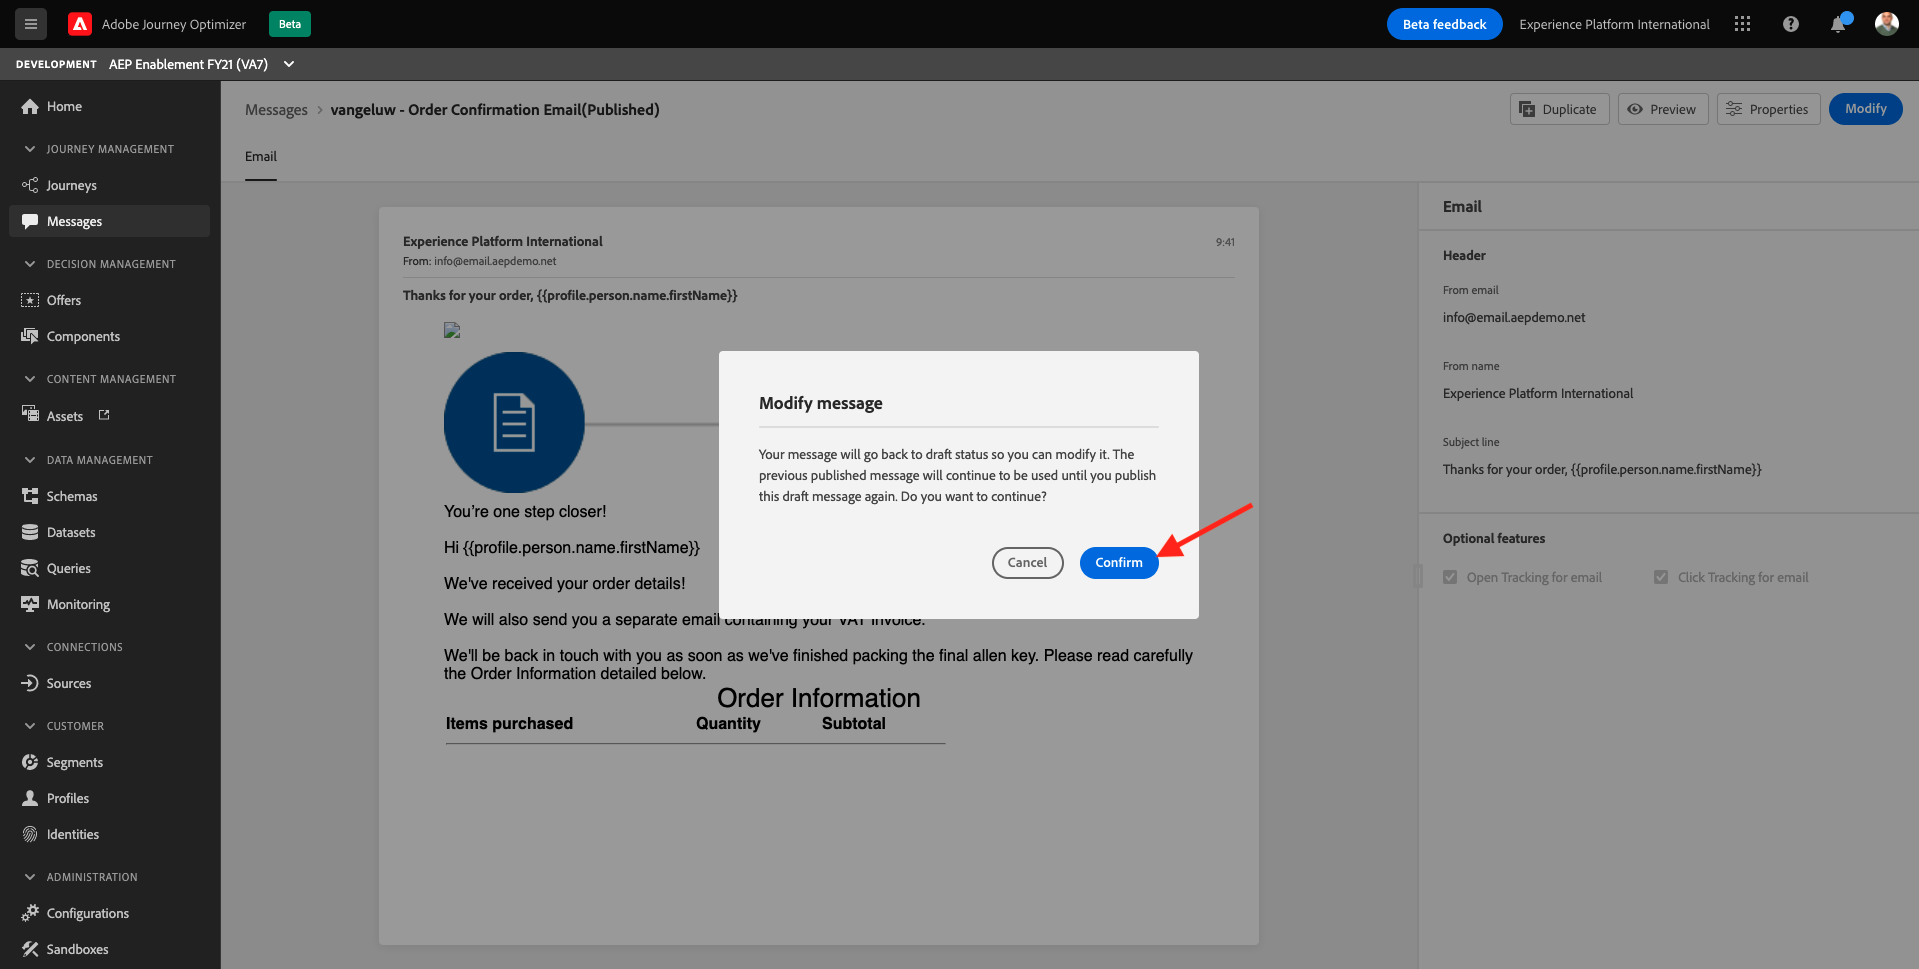 Adobe Journey Optimizer
Beta
Beta feedback
Experience Platform International
DEVELOPMENT
AEP Enablement FY21 (VA7)
Home
JOURNEY MANAGEMENT
Journeys
Messages
DECISION MANAGEMENT
Offers
Components
CONTENT MANAGEMENT
Assets
DATA MANAGEMENT
Schemas
Datasets
Queries
Monitoring
CONNECTIONS
Sources
CUSTOMER
Segments
Profiles
Identities
ADMINISTRATION
Configurations
Sandboxes
Messages > vangeluw - Order Confirmation Email(Published)
Duplicate
Preview
Properties
Modify
Email
Experience Platform International
9:41
From: info@email.aepdemo.net
Thanks for your order, {{profile.person.name.firstName}}
You're one step closer!
Hi {{profile.person.name.firstName}}
We've received your order details!
We will also send you a separate email containing your VAT invoice.
We'll be back in touch with you as soon as we've finished packing the final allen key. Please read carefully
the Order Information detailed below.
Order Information
Items purchased
Quantity
Subtotal
Modify message
Your message will go back to draft status so you can modify it. The
previous published message will continue to be used until you publish
this draft message again. Do you want to continue?
Cancel
Confirm
Email
Header
From email
info@email.aepdemo.net
From name
Experience Platform International
Subject line
Thanks for your order, {{profile.person.name.firstName}}
Optional features
Open Tracking for email
Click Tracking for email